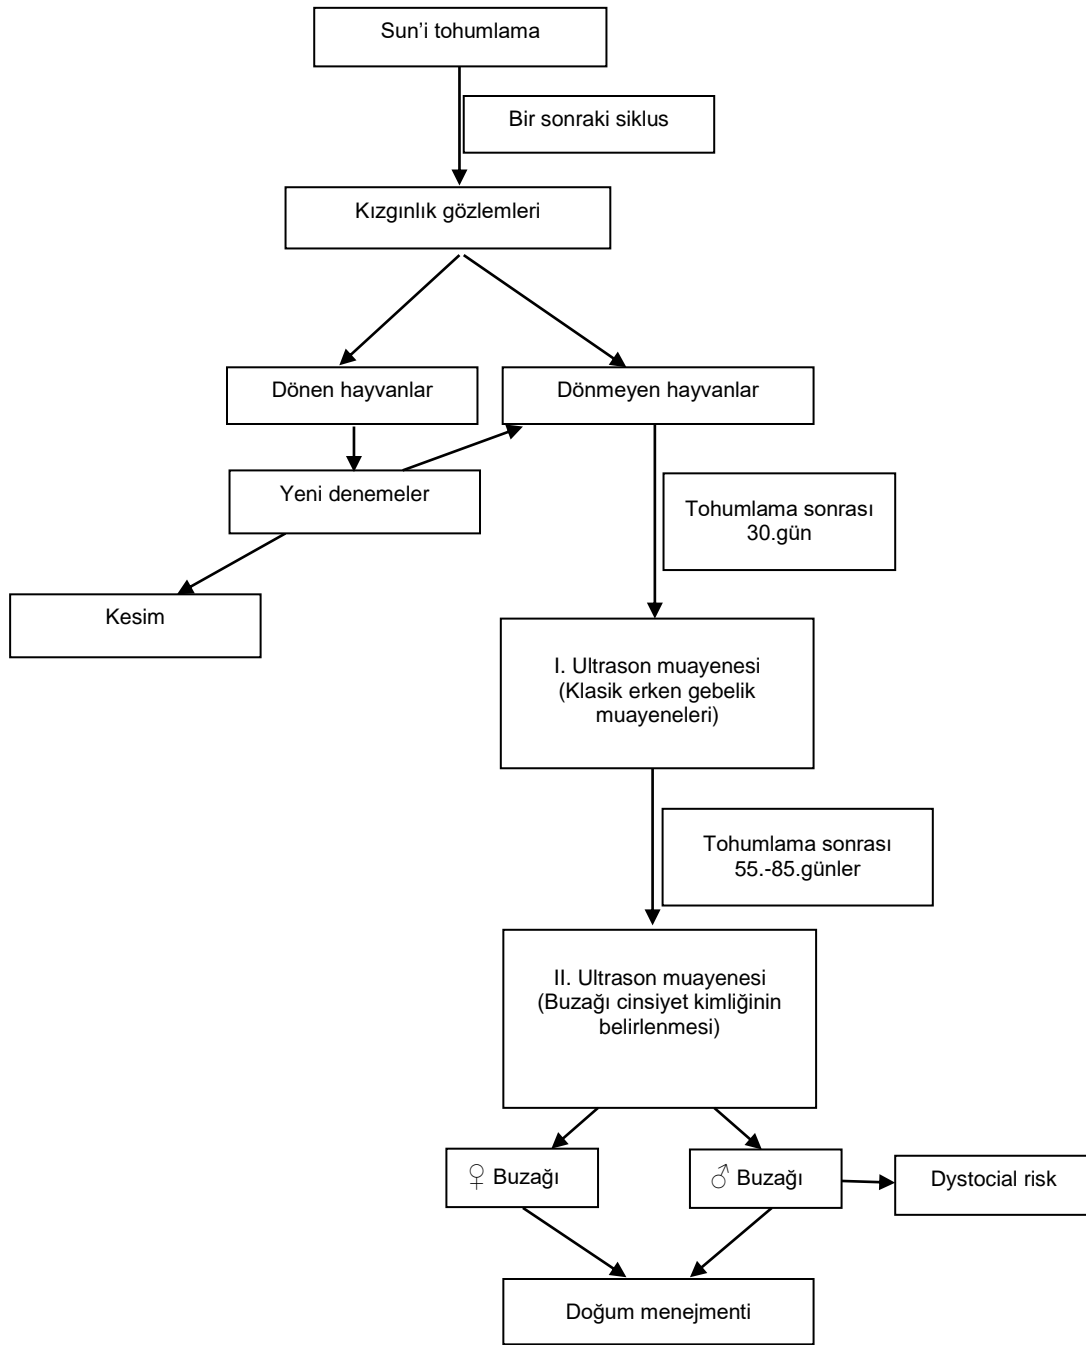 Sun'i tohumlama
Bir sonraki siklus
Kızgınlık gözlemleri
Dönen hayvanlar
Dönmeyen hayvanlar
Yeni denemeler
Tohumlama sonrası
30.gün
Kesim
I. Ultrason muayenesi
(Klasik erken gebelik
muayeneleri)
Tohumlama sonrası
55.-85.günler
II. Ultrason muayenesi
(Buzağı cinsiyet kimliğinin
belirlenmesi)
♀ Buzağı
♂ Buzağı
Dystocial risk
Doğum menejmenti